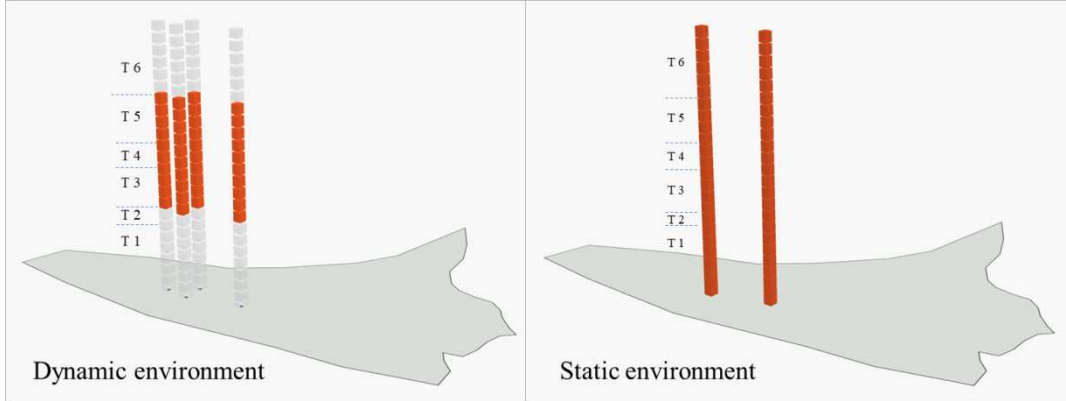 T 6
T 5
T 4
T 3
T 2
T 1
Dynamic environment
T 6
T 5
T 4
T 3
T 2
T 1
Static environment